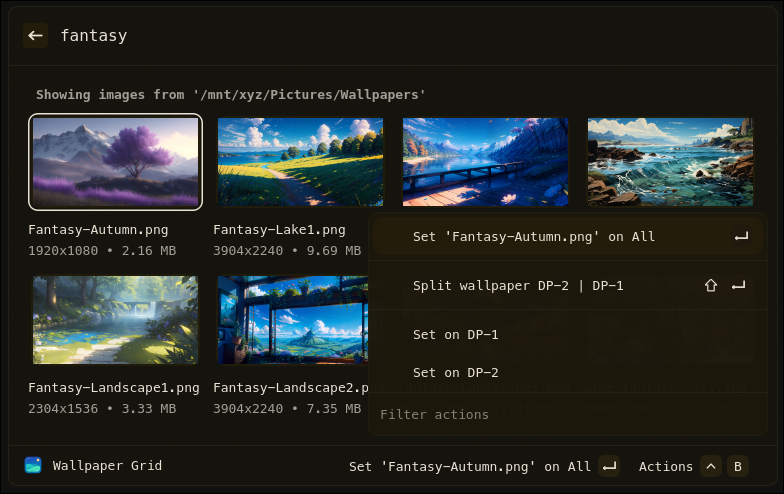 fantasy
Showing images from '/mnt/xyz/Pictures/Wallpapers'
Fantasy-Autumn.png
1920x1080 • 2.16 MB
Fantasy-Lake1.png
3904x2240 • 9.69 MB
Set 'Fantasy-Autumn.png' on All
Split wallpaper DP-2 | DP-1
Set on DP-1
Set on DP-2
Filter actions
Fantasy-Landscape1.png
2304x1536 • 3.33 MB
Fantasy-Landscape2.p
3904x2240 • 7.35 MB
Wallpaper Grid
Set 'Fantasy-Autumn.png' on All
Actions
B